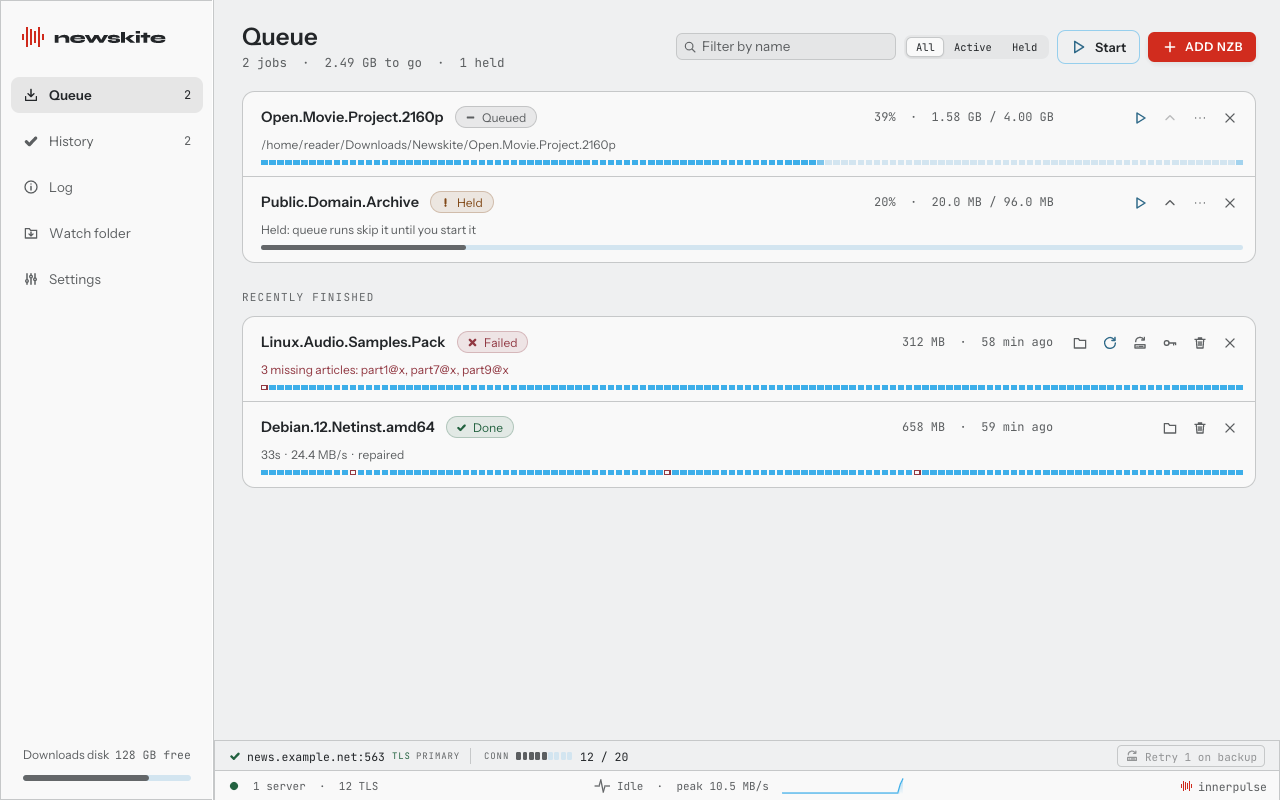 newskite
Queue 2
History 2
Log
Watch folder
Settings
Downloads disk 128 GB free
Queue
2 jobs · 2.49 GB to go · 1 held
Filter by name
All Active Held
Start
ADD NZB
Open.Movie.Project.2160p Queued 39% · 1.58 GB / 4.00 GB
/home/reader/Downloads/Newskite/Open.Movie.Project.2160p
Public.Domain.Archive Held 20% · 20.0 MB / 96.0 MB
Held: queue runs skip it until you start it
RECENTLY FINISHED
Linux.Audio.Samples.Pack Failed 312 MB · 58 min ago
3 missing articles: part1@x, part7@x, part9@x
Debian.12.Netinst.amd64 Done 658 MB · 59 min ago
33s · 24.4 MB/s · repaired
news.example.net:563 TLS PRIMARY CONN 12 / 20 Retry 1 on backup
1 server · 12 TLS Idle · peak 10.5 MB/s innerpulse